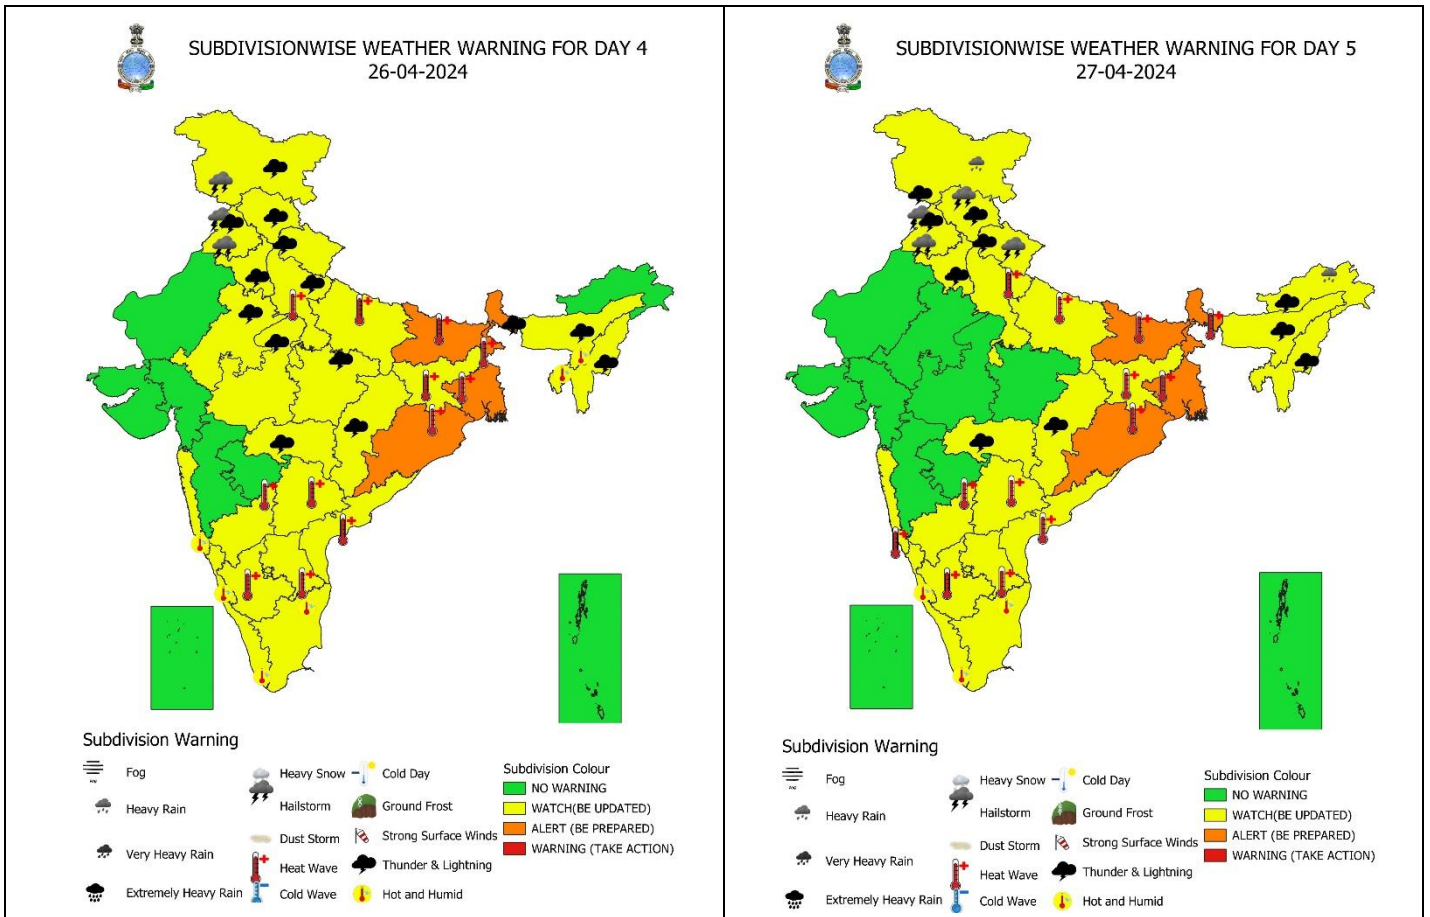 SUBDIVISIONWISE WEATHER WARNING FOR DAY 4
26-04-2024
Subdivision Warning
Fog
Heavy Rain
Very Heavy Rain
Extremely Heavy Rain
Heavy Snow
Hailstorm
Dust Storm
Heat Wave
Cold Wave
Cold Day
Ground Frost
Strong Surface Winds
Thunder & Lightning
Hot and Humid
Subdivision Colour
NO WARNING
WATCH(BE UPDATED)
ALERT (BE PREPARED)
WARNING (TAKE ACTION)
SUBDIVISIONWISE WEATHER WARNING FOR DAY 5
27-04-2024
Subdivision Warning
Fog
Heavy Rain
Very Heavy Rain
Extremely Heavy Rain
Heavy Snow
Hailstorm
Dust Storm
Heat Wave
Cold Wave
Cold Day
Ground Frost
Strong Surface Winds
Thunder & Lightning
Hot and Humid
Subdivision Colour
NO WARNING
WATCH(BE UPDATED)
ALERT (BE PREPARED)
WARNING (TAKE ACTION)